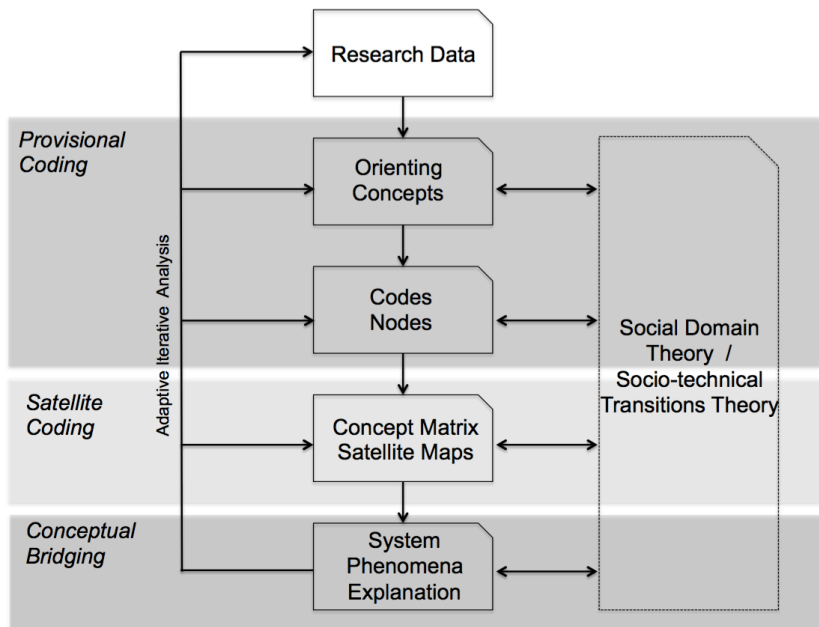 Research Data
Provisional
Coding
Orienting
Concepts
Codes
Nodes
Adaptive Iterative Analysis
Social Domain
Theory /
Socio-technical
Transitions Theory
Satellite
Coding
Concept Matrix
Satellite Maps
Conceptual
Bridging
System
Phenomena
Explanation